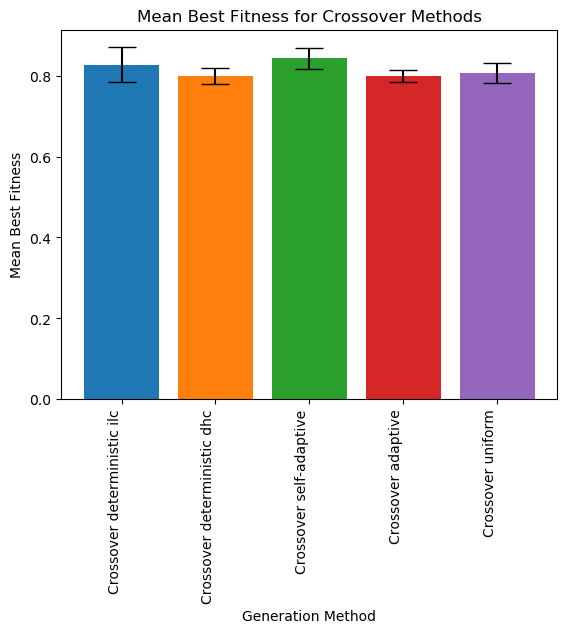 Mean Best Fitness for Crossover Methods
Mean Best Fitness
0.8
0.6
0.4
0.2
0.0
Crossover deterministic ilc
Crossover deterministic dhc
Crossover self-adaptive
Crossover adaptive
Crossover uniform
Generation Method